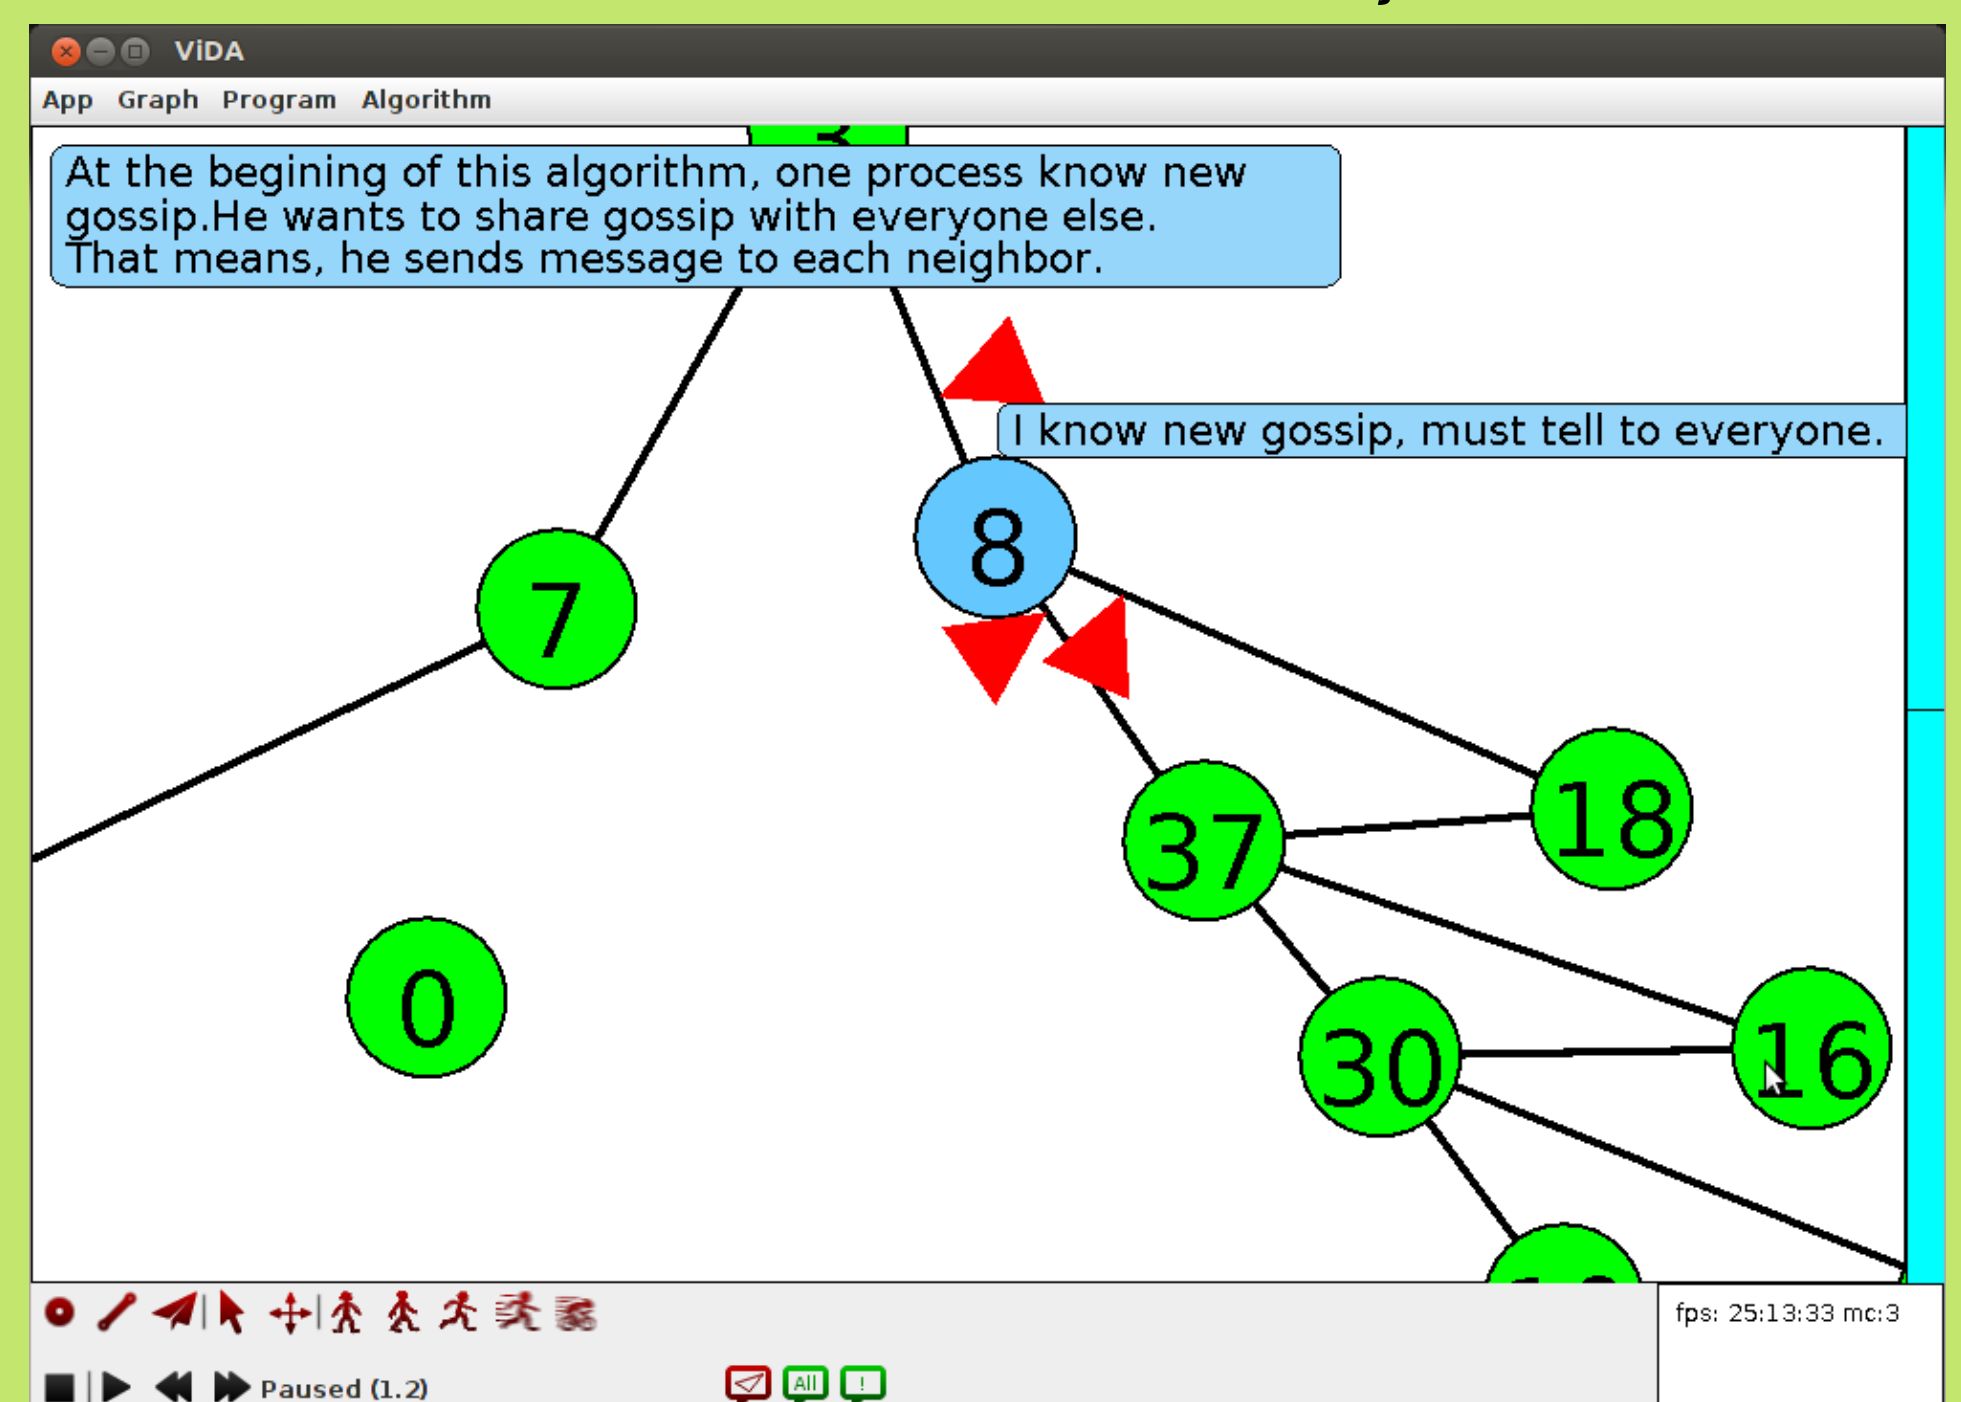 ViDA
App Graph Program Algorithm
At the begining of this algorithm, one process know new
gossip.He wants to share gossip with everyone else.
That means, he sends message to each neighbor.
I know new gossip, must tell to everyone.
8
7
18
37
0
30
16
fps: 25:13:33 mc:3
Paused (1.2)
All
!